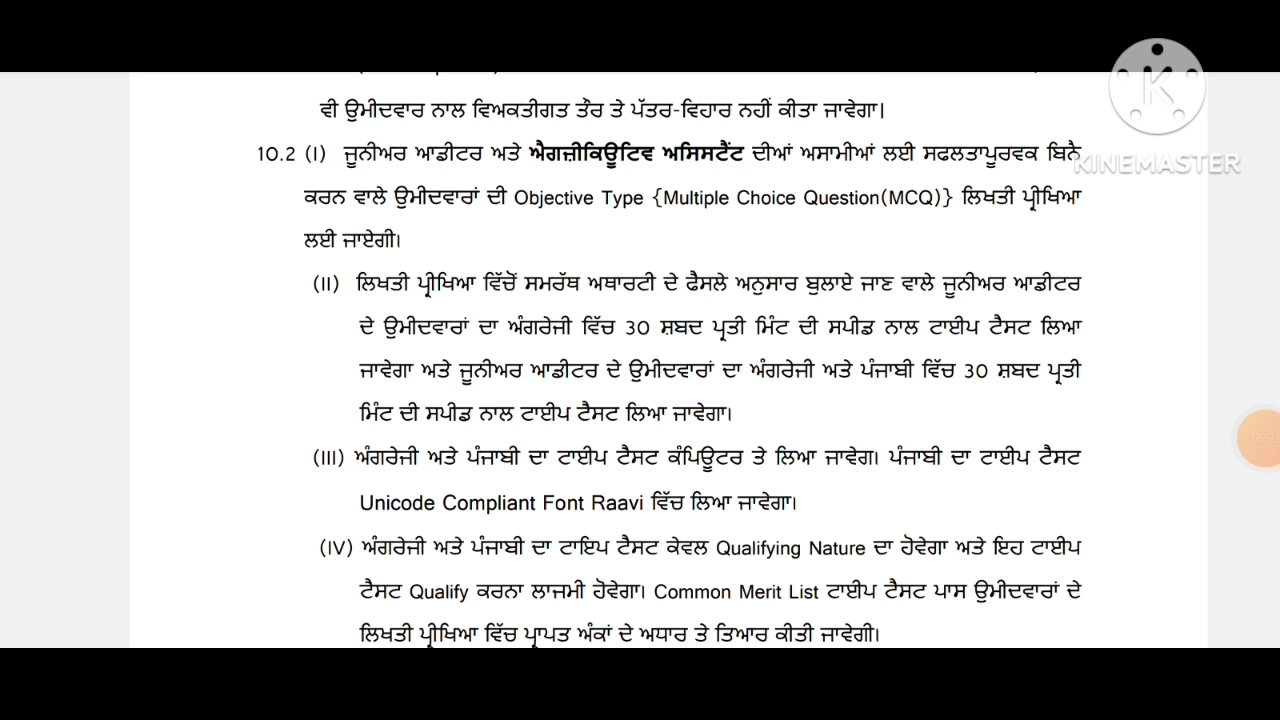 ਵੀ ਉਮੀਦਵਾਰ ਨਾਲ ਵਿਅਕਤੀਗਤ ਤੌਰ ਤੇ ਪੱਤਰ-ਵਿਹਾਰ ਨਹੀਂ ਕੀਤਾ ਜਾਵੇਗਾ।
10.2 (I) ਜੂਨੀਅਰ ਆਡੀਟਰ ਅਤੇ ਐਗਜ਼ੀਕਿਊਟਿਵ ਅਸਿਸਟੈਂਟ ਦੀਆਂ ਅਸਾਮੀਆਂ ਲਈ ਸਫਲਤਾਪੂਰਵਕ ਬਿਨੈ
KINEMASTER
ਕਰਨ ਵਾਲੇ ਉਮੀਦਵਾਰਾਂ ਦੀ Objective Type {Multiple Choice Question(MCQ)} ਲਿਖਤੀ ਪ੍ਰੀਖਿਆ
ਲਈ ਜਾਏਗੀ।
(II) ਲਿਖਤੀ ਪ੍ਰੀਖਿਆ ਵਿੱਚੋਂ ਸਮਰੱਥ ਅਥਾਰਟੀ ਦੇ ਫੈਸਲੇ ਅਨੁਸਾਰ ਬੁਲਾਏ ਜਾਣ ਵਾਲੇ ਜੂਨੀਅਰ ਆਡੀਟਰ
ਦੇ ਉਮੀਦਵਾਰਾਂ ਦਾ ਅੰਗਰੇਜੀ ਵਿੱਚ 30 ਸ਼ਬਦ ਪ੍ਰਤੀ ਮਿੰਟ ਦੀ ਸਪੀਡ ਨਾਲ ਟਾਈਪ ਟੈਸਟ ਲਿਆ
ਜਾਵੇਗਾ ਅਤੇ ਜੂਨੀਅਰ ਆਡੀਟਰ ਦੇ ਉਮੀਦਵਾਰਾਂ ਦਾ ਅੰਗਰੇਜੀ ਅਤੇ ਪੰਜਾਬੀ ਵਿੱਚ 30 ਸ਼ਬਦ ਪ੍ਰਤੀ
ਮਿੰਟ ਦੀ ਸਪੀਡ ਨਾਲ ਟਾਈਪ ਟੈਸਟ ਲਿਆ ਜਾਵੇਗਾ।
(III) ਅੰਗਰੇਜੀ ਅਤੇ ਪੰਜਾਬੀ ਦਾ ਟਾਈਪ ਟੈਸਟ ਕੰਪਿਊਟਰ ਤੇ ਲਿਆ ਜਾਵੇਗ। ਪੰਜਾਬੀ ਦਾ ਟਾਈਪ ਟੈਸਟ
Unicode Compliant Font Raavi ਵਿੱਚ ਲਿਆ ਜਾਵੇਗਾ।
(IV) ਅੰਗਰੇਜੀ ਅਤੇ ਪੰਜਾਬੀ ਦਾ ਟਾਇਪ ਟੈਸਟ ਕੇਵਲ Qualifying Nature ਦਾ ਹੋਵੇਗਾ ਅਤੇ ਇਹ ਟਾਈਪ
ਟੈਸਟ Qualify ਕਰਨਾ ਲਾਜਮੀ ਹੋਵੇਗਾ। Common Merit List ਟਾਈਪ ਟੈਸਟ ਪਾਸ ਉਮੀਦਵਾਰਾਂ ਦੇ
ਲਿਖਤੀ ਪ੍ਰੀਖਿਆ ਵਿੱਚ ਪ੍ਰਾਪਤ ਅੰਕਾਂ ਦੇ ਅਧਾਰ ਤੇ ਤਿਆਰ ਕੀਤੀ ਜਾਵੇਗੀ।